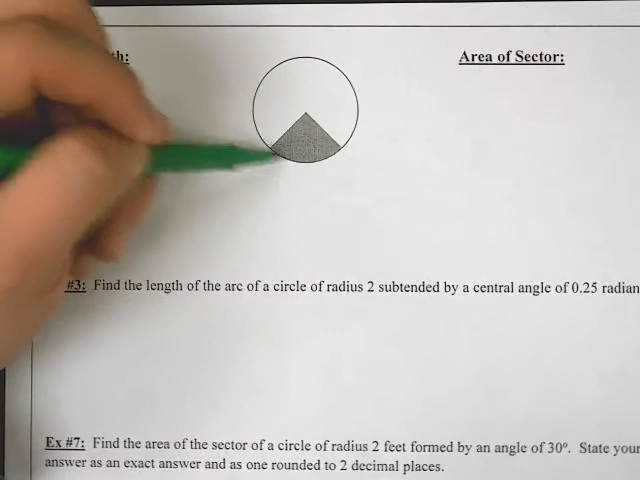 h:
Area of Sector:
#3: Find the length of the arc of a circle of radius 2 subtended by a central angle of 0.25 radian
Ex #7: Find the area of the sector of a circle of radius 2 feet formed by an angle of 30º. State your
answer as an exact answer and as one rounded to 2 decimal places.